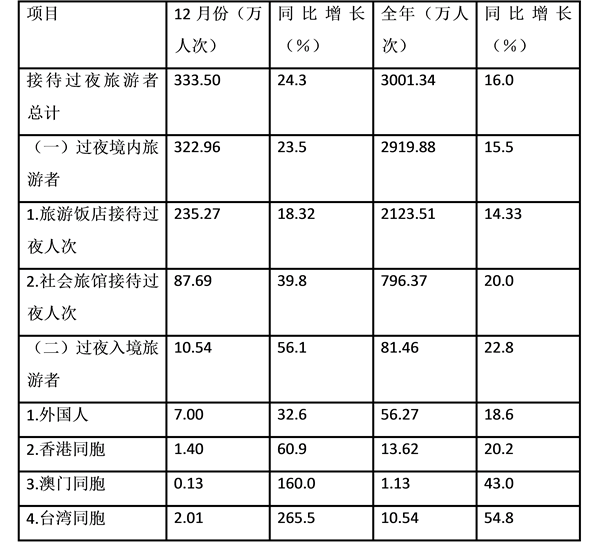 项目 12月份（万 同比增长 全年（万人 同比增长
人次） （%） 次） （%）
接待过夜旅游者 333.50 24.3 3001.34 16.0
总计
（一）过夜境内旅 322.96 23.5 2919.88 15.5
游者
1.旅游饭店接待过 235.27 18.32 2123.51 14.33
夜人次
2.社会旅馆接待过 87.69 39.8 796.37 20.0
夜人次
（二）过夜入境旅 10.54 56.1 81.46 22.8
游者
1.外国人 7.00 32.6 56.27 18.6
2.香港同胞 1.40 60.9 13.62 20.2
3.澳门同胞 0.13 160.0 1.13 43.0
4.台湾同胞 2.01 265.5 10.54 54.8